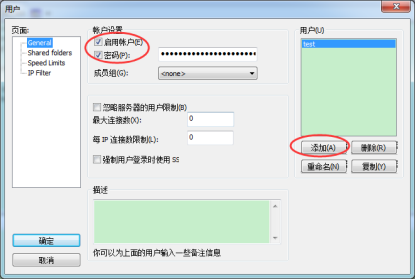 用户
页面:
General
Shared folders
Speed Limits
IP Filter
确定
取消
帐户设置
启用帐户(E)
密码(P):
成员组(G):
<none>
忽略服务器的用户限制(B)
最大连接数(X):
0
每 IP 连接数限制(L):
0
强制用户登录时使用 SS
描述
你可以为上面的用户输入一些备注信息
用户(U)
test
添加(A)
删除(R)
重命名(N)
复制(Y)